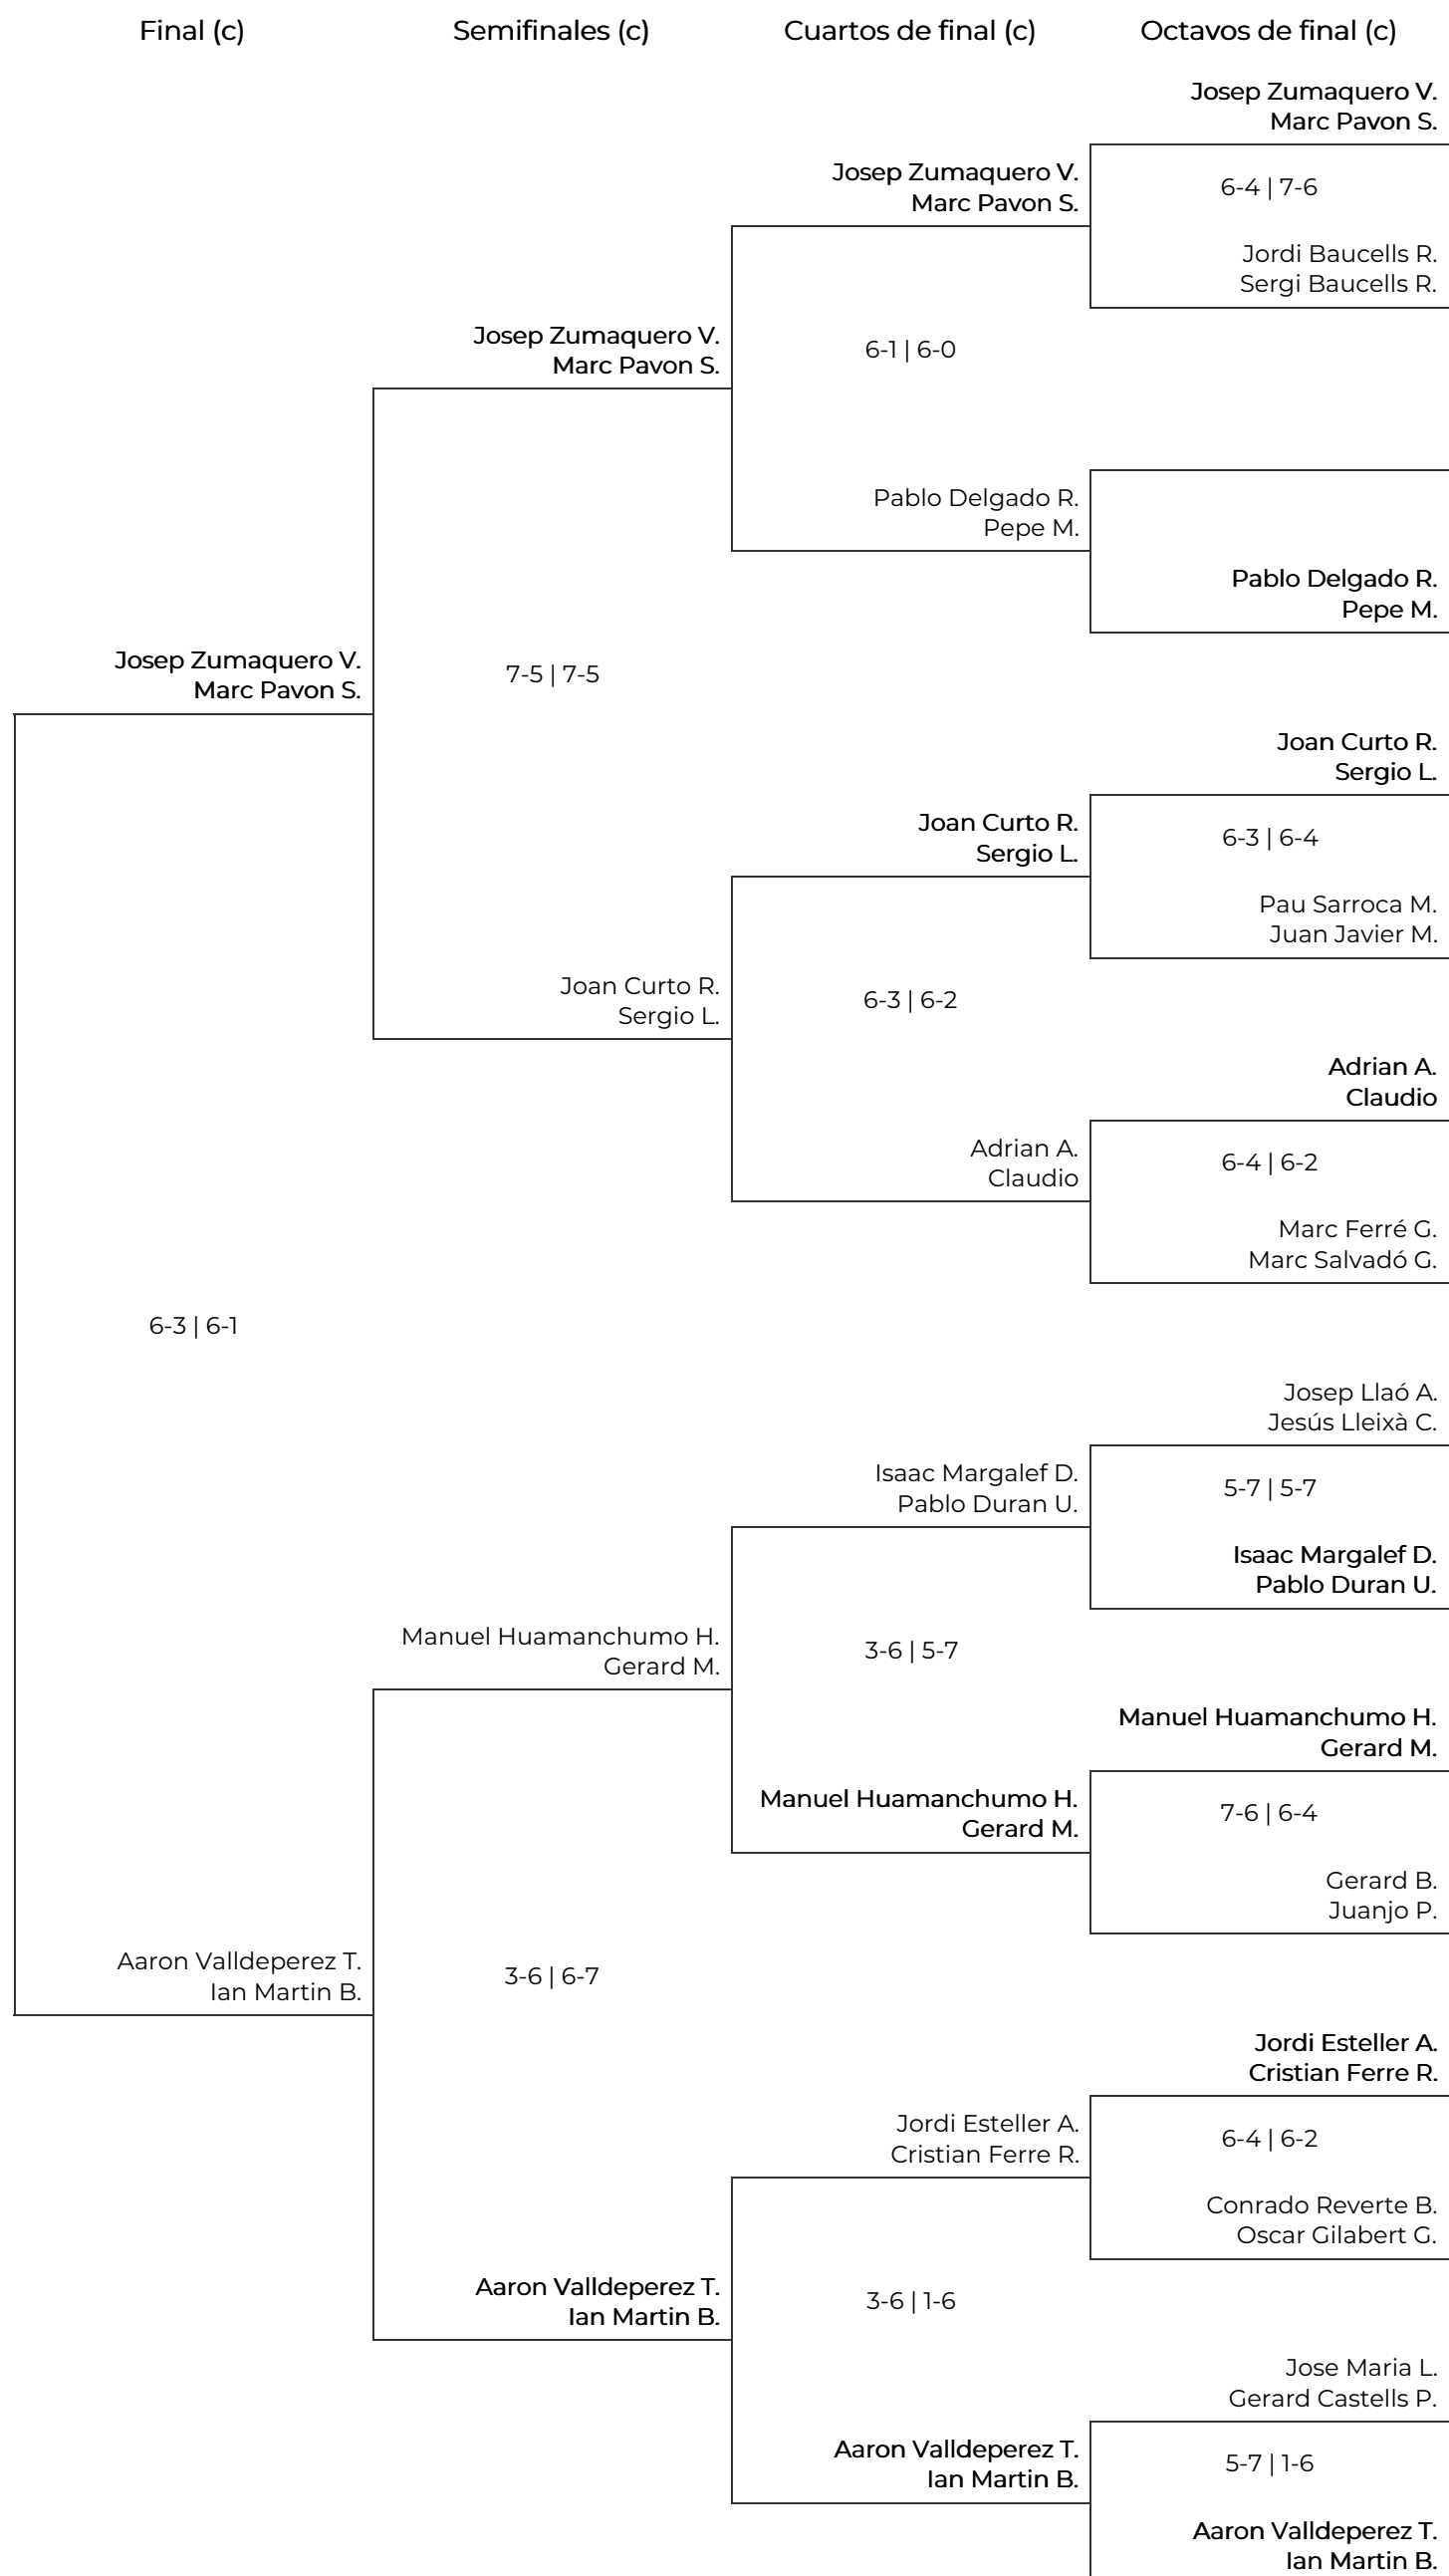 Final (c)
Semifinales (c)
Cuartos de final (c)
Octavos de final (c)
Josep Zumaquero V.
Marc Pavon S.
6-3 | 6-1
Aaron Valldeperez T.
Ian Martin B.
Josep Zumaquero V.
Marc Pavon S.
7-5 | 7-5
Joan Curto R.
Sergio L.
Manuel Huamanchumo H.
Gerard M.
3-6 | 6-7
Aaron Valldeperez T.
Ian Martin B.
Josep Zumaquero V.
Marc Pavon S.
6-1 | 6-0
Pablo Delgado R.
Pepe M.
Joan Curto R.
Sergio L.
6-3 | 6-2
Adrian A.
Claudio
Isaac Margalef D.
Pablo Duran U.
3-6 | 5-7
Manuel Huamanchumo H.
Gerard M.
Jordi Esteller A.
Cristian Ferre R.
3-6 | 1-6
Aaron Valldeperez T.
Ian Martin B.
Josep Zumaquero V.
Marc Pavon S.
6-4 | 7-6
Jordi Baucells R.
Sergi Baucells R.
Pablo Delgado R.
Pepe M.
Joan Curto R.
Sergio L.
6-3 | 6-4
Pau Sarroca M.
Juan Javier M.
Adrian A.
Claudio
6-4 | 6-2
Marc Ferré G.
Marc Salvadó G.
Josep Llaó A.
Jesús Lleixà C.
5-7 | 5-7
Isaac Margalef D.
Pablo Duran U.
Manuel Huamanchumo H.
Gerard M.
7-6 | 6-4
Gerard B.
Juanjo P.
Jordi Esteller A.
Cristian Ferre R.
6-4 | 6-2
Conrado Reverte B.
Oscar Gilabert G.
Jose Maria L.
Gerard Castells P.
5-7 | 1-6
Aaron Valldeperez T.
Ian Martin B.